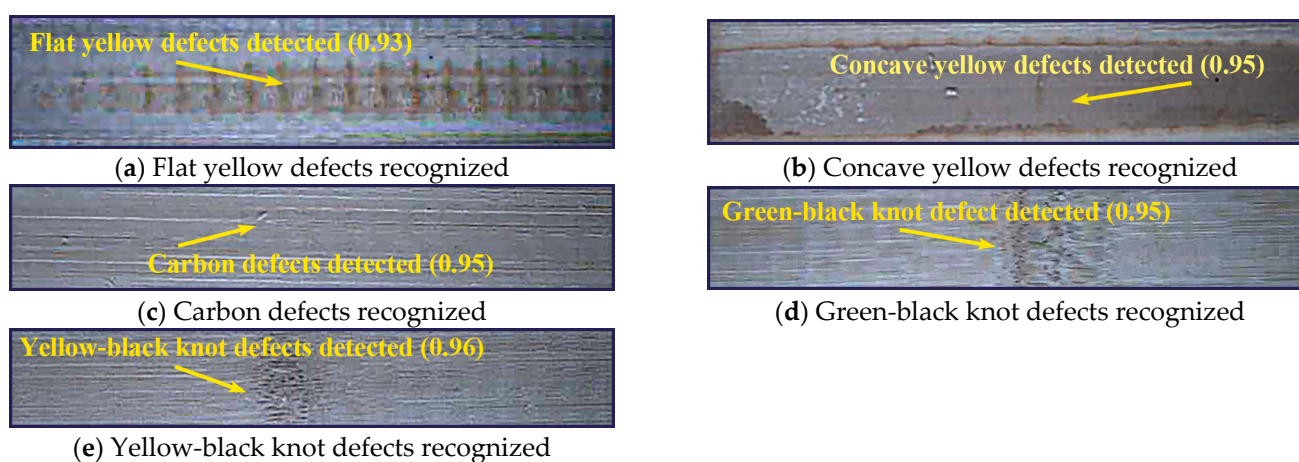 Flat yellow defects detected (0.93)
(a) Flat yellow defects recognized
Concave yellow defects detected (0.95)
(b) Concave yellow defects recognized
Carbon defects detected (0.95)
(c) Carbon defects recognized
Green-black knot defect detected (0.95)
(d) Green-black knot defects recognized
Yellow-black knot defects detected (0.96)
(e) Yellow-black knot defects recognized